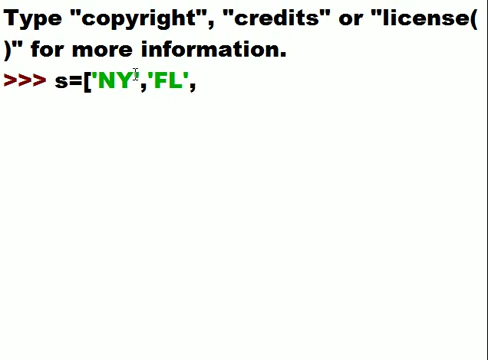 Type "copyright", "credits" or "license(
)" for more information.
>>> s=['NY','FL',